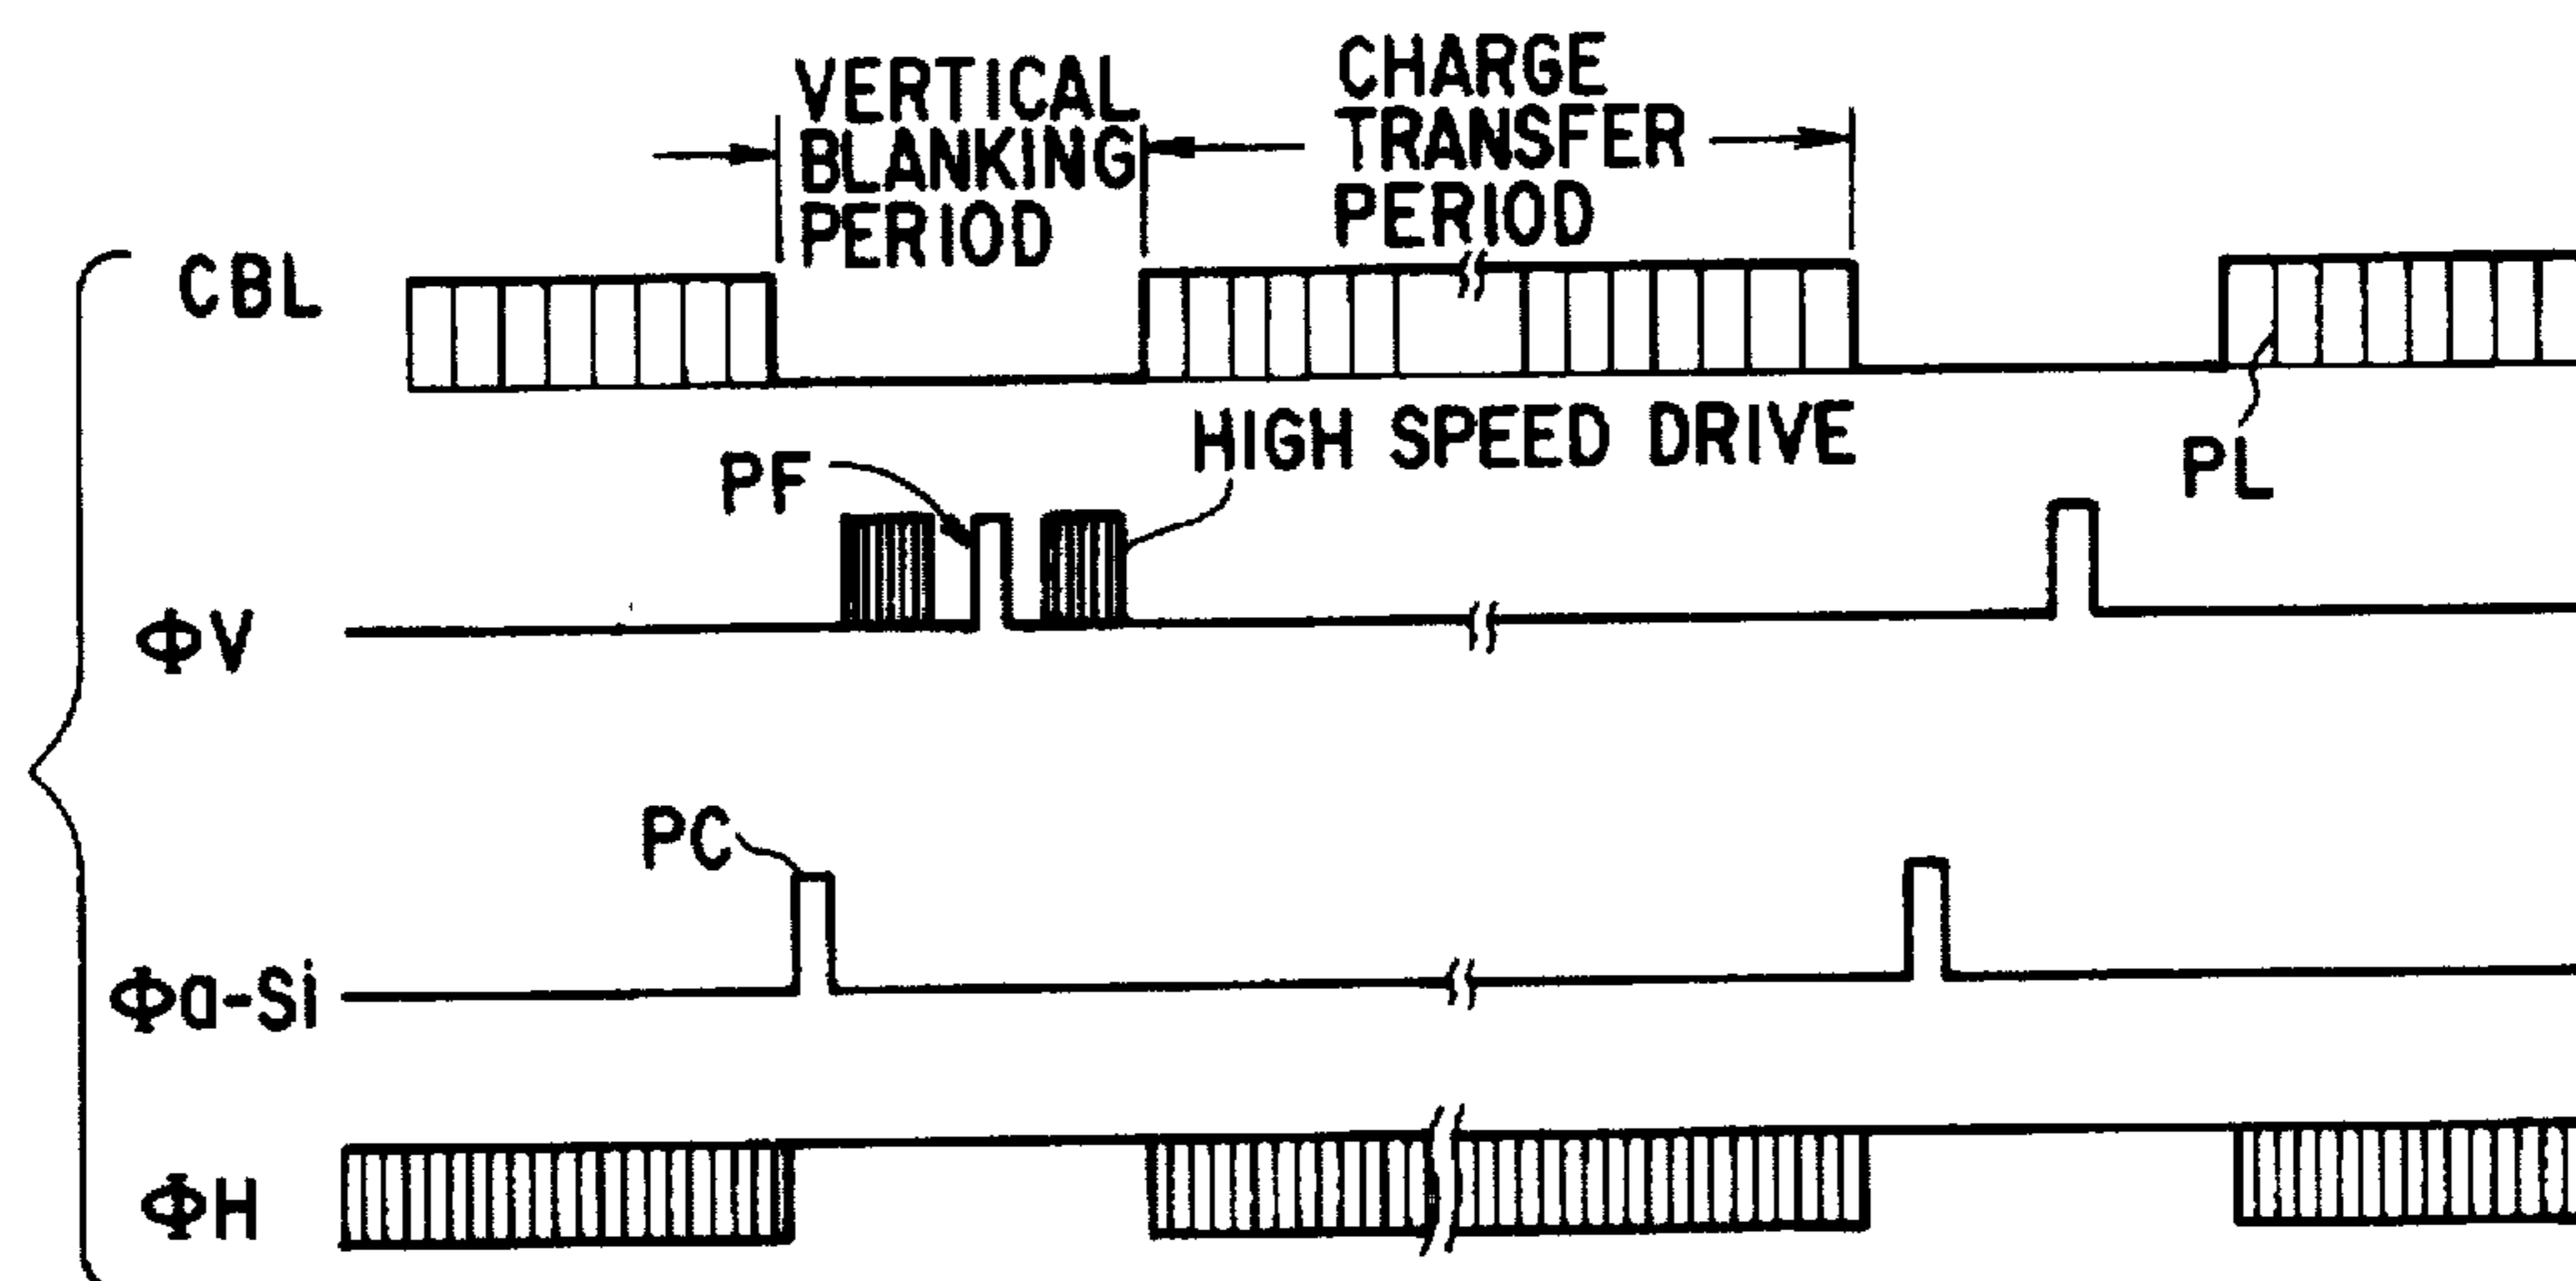 VERTICAL
BLANKING
PERIOD
CHARGE
TRANSFER
PERIOD
CBL
HIGH SPEED DRIVE
PF
PL
ΦV
PC
Φa-Si
ΦH